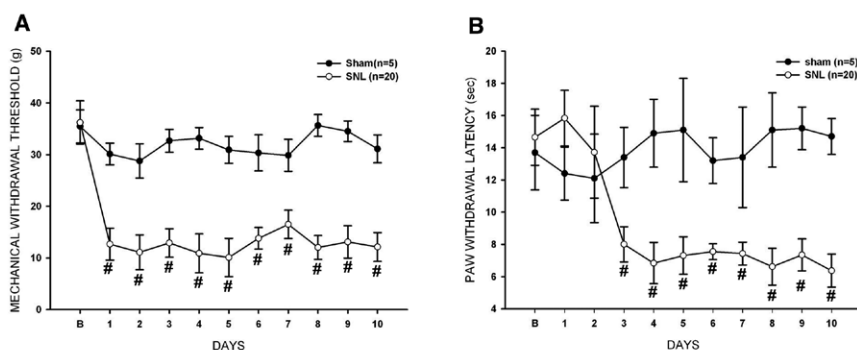 A
MECHANICAL WITHDRAWAL THRESHOLD (g)
50
40
30
20
10
0
Sham(n=5)
SNL (n=20)
# # # # # # # # # #
B 1 2 3 4 5 6 7 8 9 10
DAYS
B
PAW WITHDRAWAL LATENCY (sec)
20
18
16
14
12
10
8
6
4
2
0
sham (n=5)
SNL (n=20)
# # # # # # # #
B 1 2 3 4 5 6 7 8 9 10
DAYS